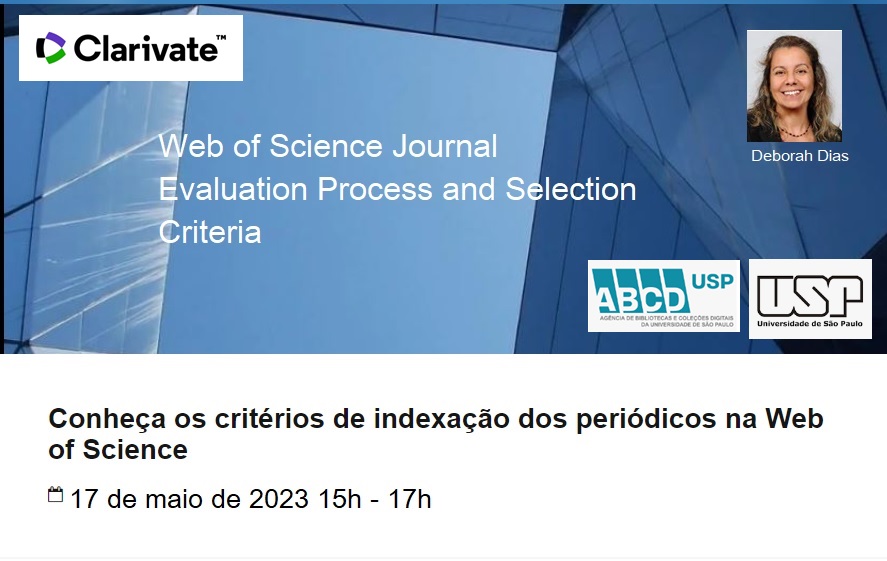 Clarivate™
Web of Science Journal
Evaluation Process and Selection
Criteria
Deborah Dias
ABCD USP
AGÊNCIA DE BIBLIOTECAS E COLEÇÕES DIGITAIS
DA UNIVERSIDADE DE SÃO PAULO
USP
Universidade de São Paulo
Conheça os critérios de indexação dos periódicos na Web
of Science
17 de maio de 2023 15h - 17h